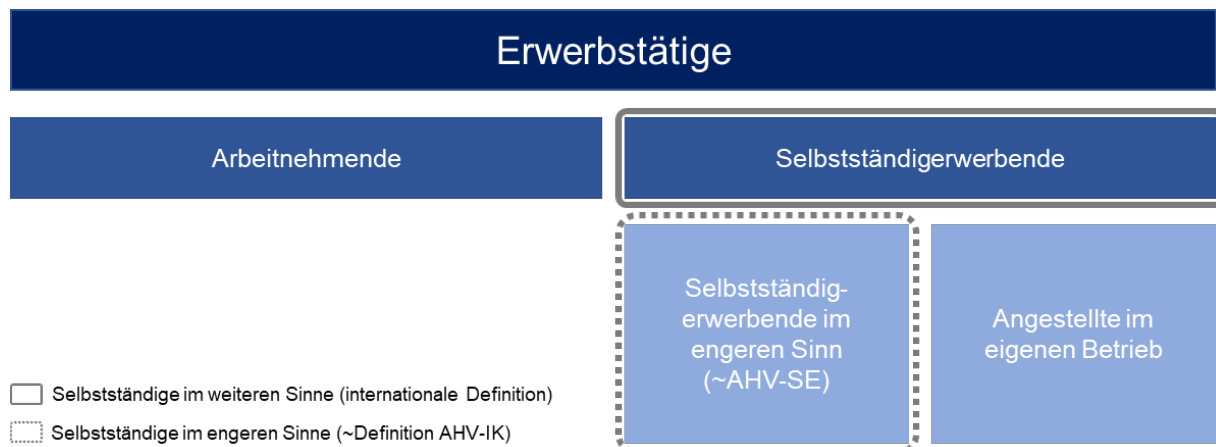 Erwerbstätige
Arbeitnehmende
Selbstständigerwerbende
Selbstständig-
erwerbende im
engeren Sinn
(~AHV-SE)
Angestellte im
eigenen Betrieb
Selbstständige im weiteren Sinne (internationale Definition)
Selbstständige im engeren Sinne (~Definition AHV-IK)